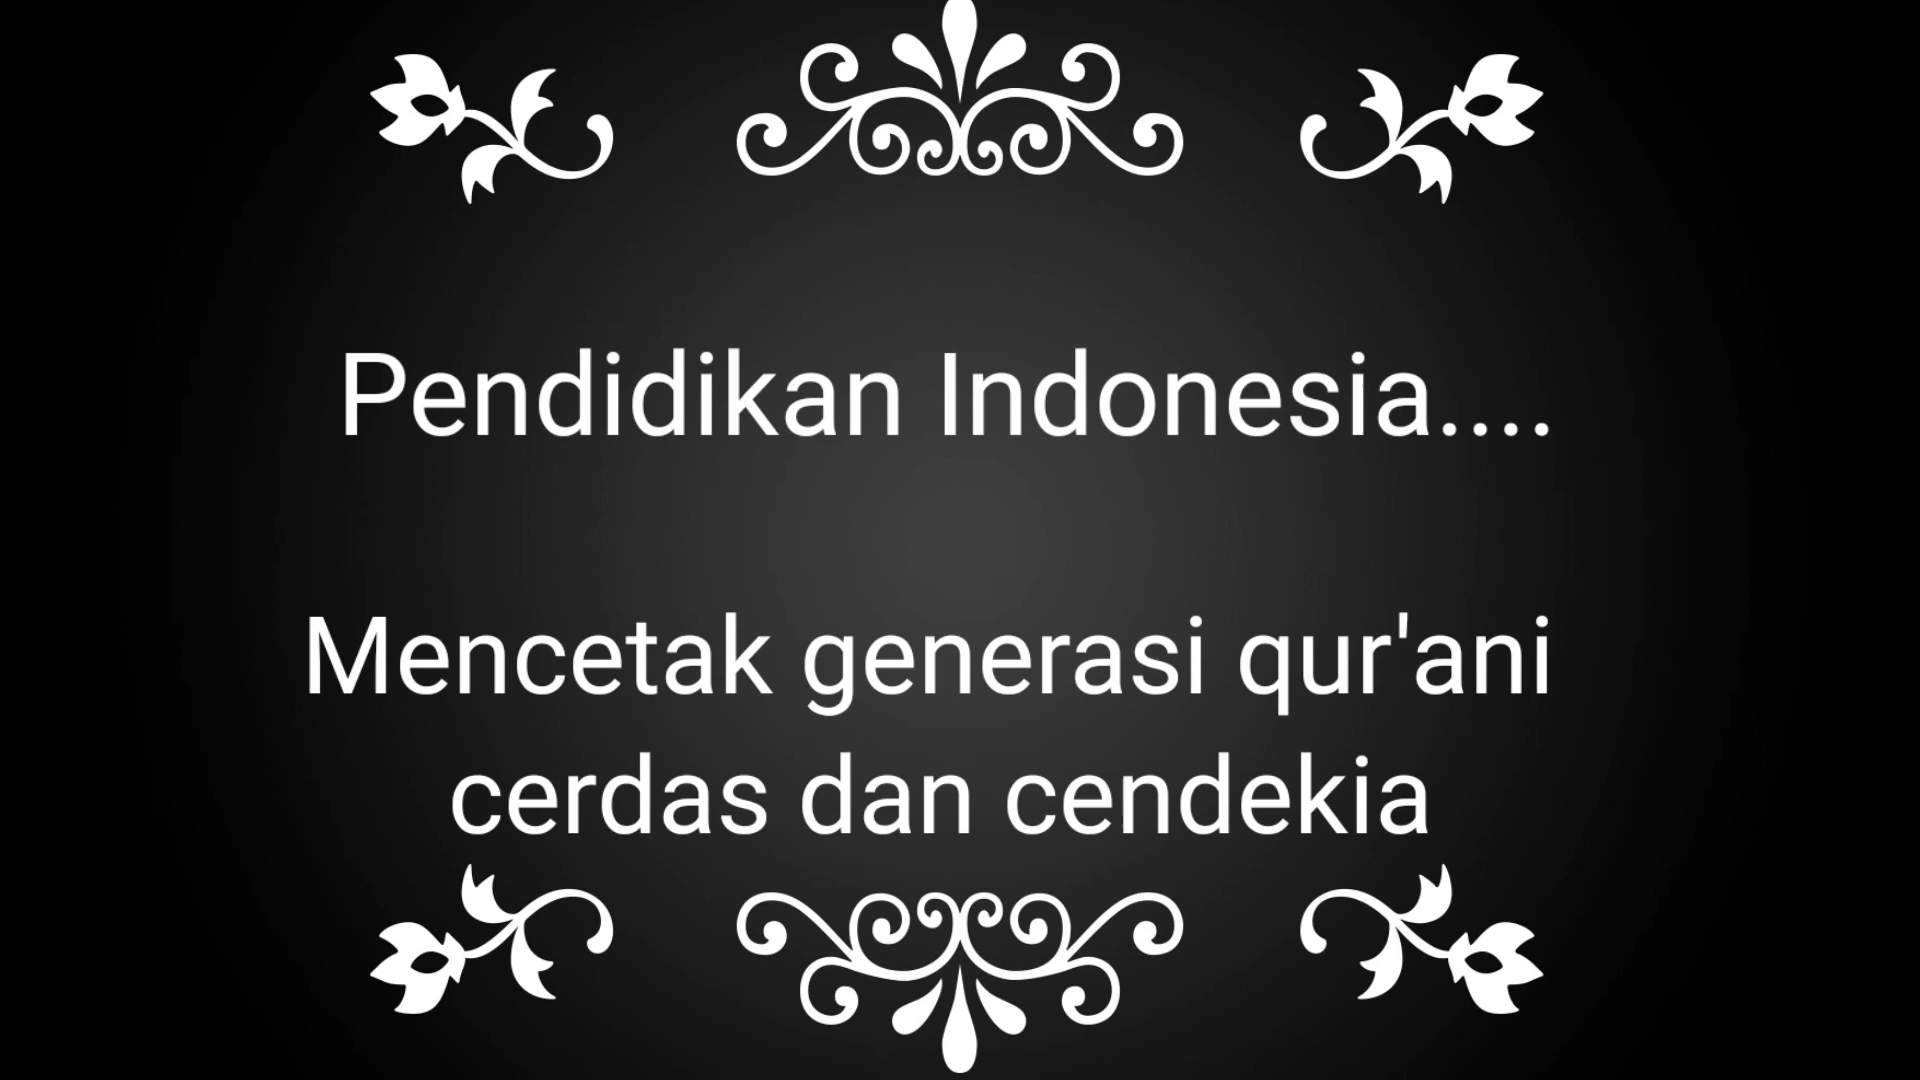 Pendidikan Indonesia....
Mencetak generasi qur'ani
cerdas dan cendekia